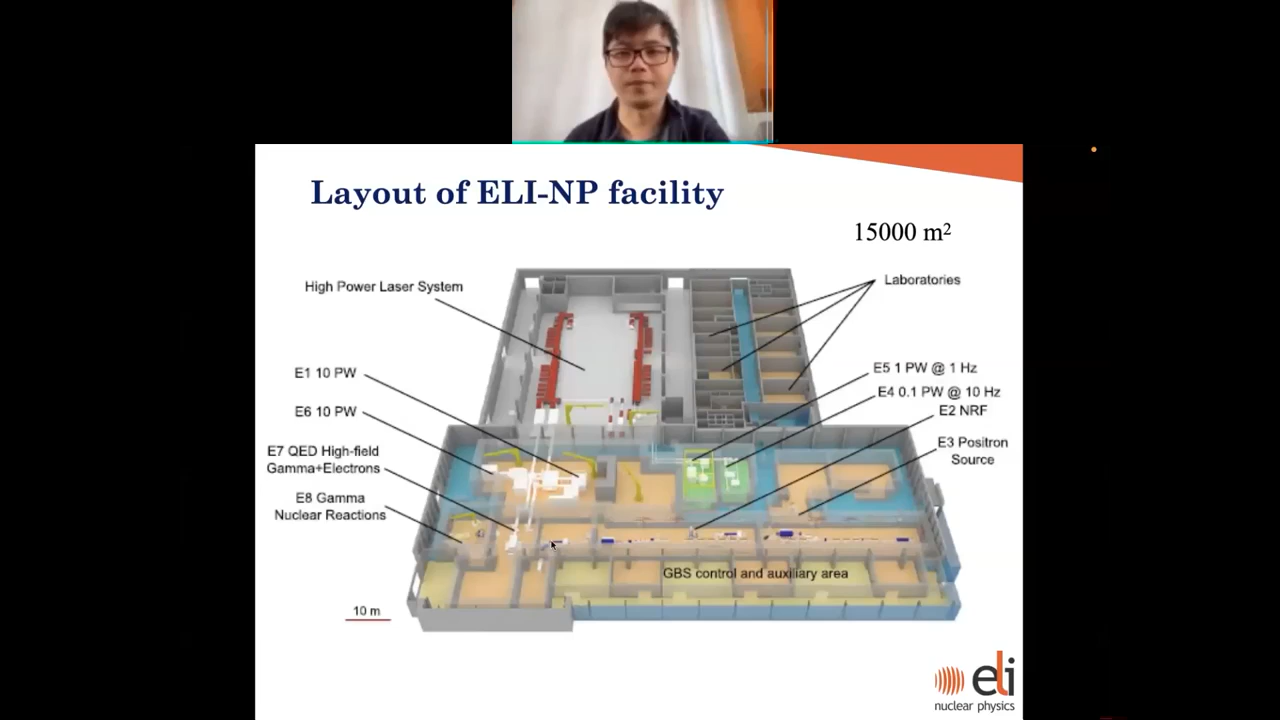 Layout of ELI-NP facility
15000 m²
High Power Laser System
Laboratories
E1 10 PW
E5 1 PW @ 1 Hz
E4 0.1 PW @ 10 Hz
E6 10 PW
E2 NRF
E7 QED High-field
Gamma+Electrons
E3 Positron
Source
E8 Gamma
Nuclear Reactions
GBS control and auxiliary area
10 m
eli
nuclear physics